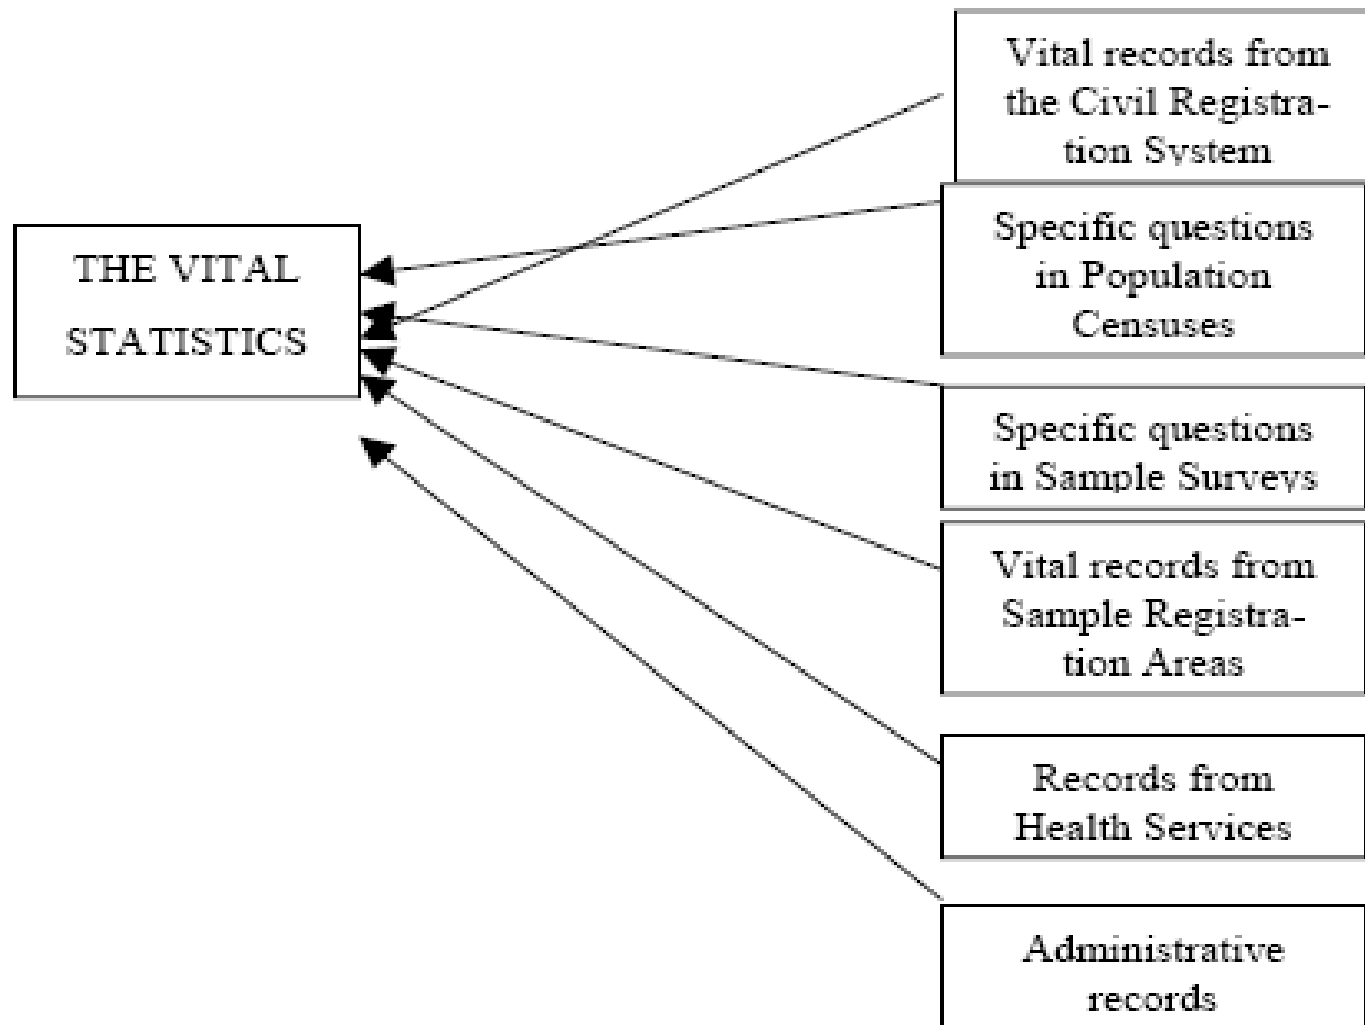 Vital records from
the Civil Registra-
tion System
THE VITAL
STATISTICS
Specific questions
in Population
Censuses
Specific questions
in Sample Surveys
Vital records from
Sample Registra-
tion Areas
Records from
Health Services
Administrative
records